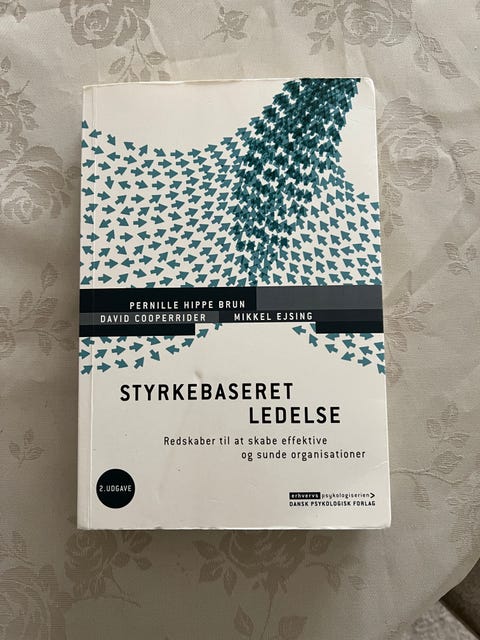 PERNILLE HIPPE BRUN
DAVID COOPERRIDER MIKKEL EJSING
STYRKEBASERET
LEDELSE
Redskaber til at skabe effektive
og sunde organisationer
2. UDGAVE
erhvervspsykologiserien>
DANSK PSYKOLOGISK FORLAG